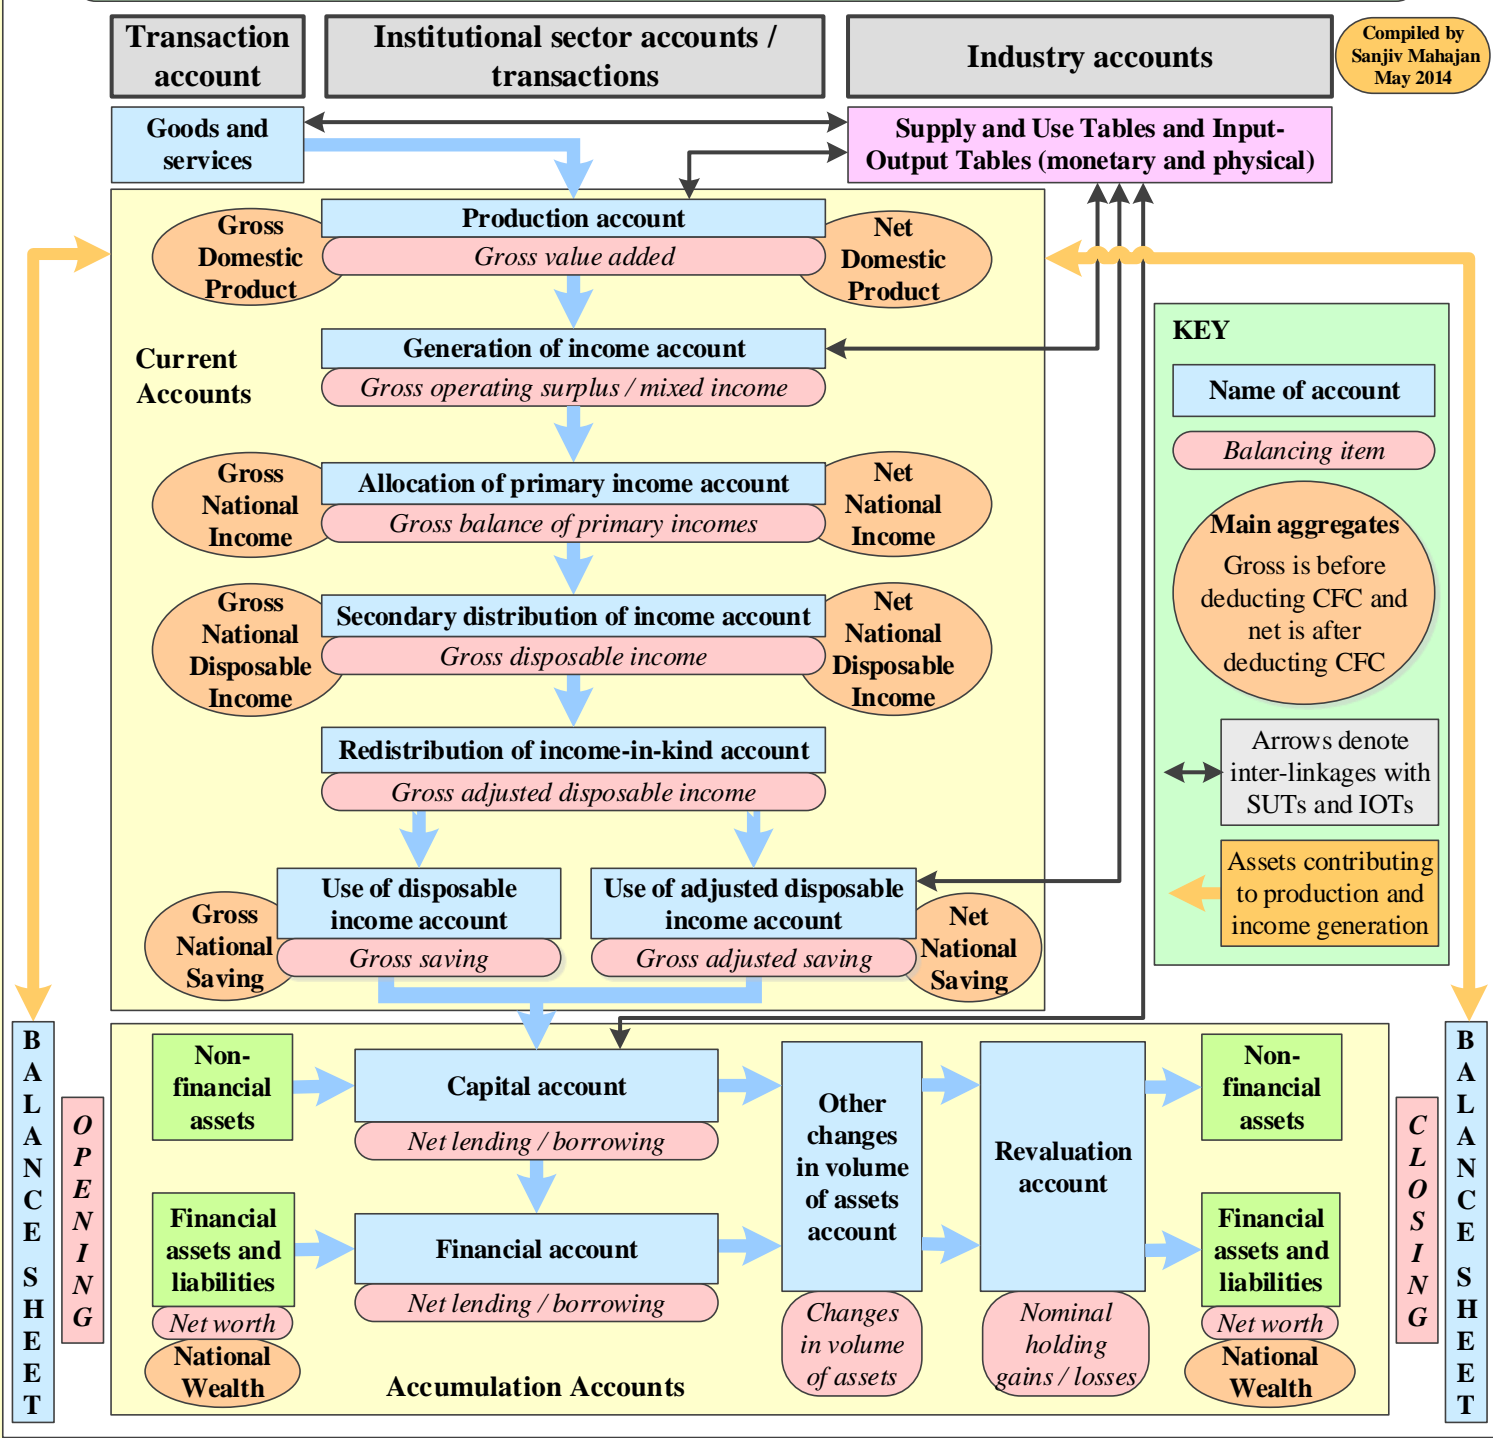 Transaction
account
Institutional sector accounts /
transactions
Industry accounts
Compiled by
Sanjiv Mahajan
May 2014
Goods and
services
Supply and Use Tables and Input-
Output Tables (monetary and physical)
Production account
Gross value added
Gross
Domestic
Product
Net
Domestic
Product
Current
Accounts
Generation of income account
Gross operating surplus / mixed income
Gross
National
Income
Allocation of primary income account
Gross balance of primary incomes
Net
National
Income
Gross
National
Disposable
Income
Secondary distribution of income account
Gross disposable income
Net
National
Disposable
Income
Redistribution of income-in-kind account
Gross adjusted disposable income
Gross
National
Saving
Use of disposable
income account
Gross saving
Use of adjusted disposable
income account
Gross adjusted saving
Net
National
Saving
KEY
Name of account
Balancing item
Main aggregates
Gross is before
deducting CFC and
net is after
deducting CFC
Arrows denote
inter-linkages with
SUTs and IOTs
Assets contributing
to production and
income generation
BALANCE SHEET
OPENING
Non-
financial
assets
Capital account
Net lending / borrowing
Financial
assets and
liabilities
Net worth
National
Wealth
Financial account
Net lending / borrowing
Accumulation Accounts
Other
changes
in volume
of assets
account
Changes
in volume
of assets
Revaluation
account
Nominal
holding
gains / losses
Non-
financial
assets
Financial
assets and
liabilities
Net worth
National
Wealth
CLOSING
BALANCE SHEET